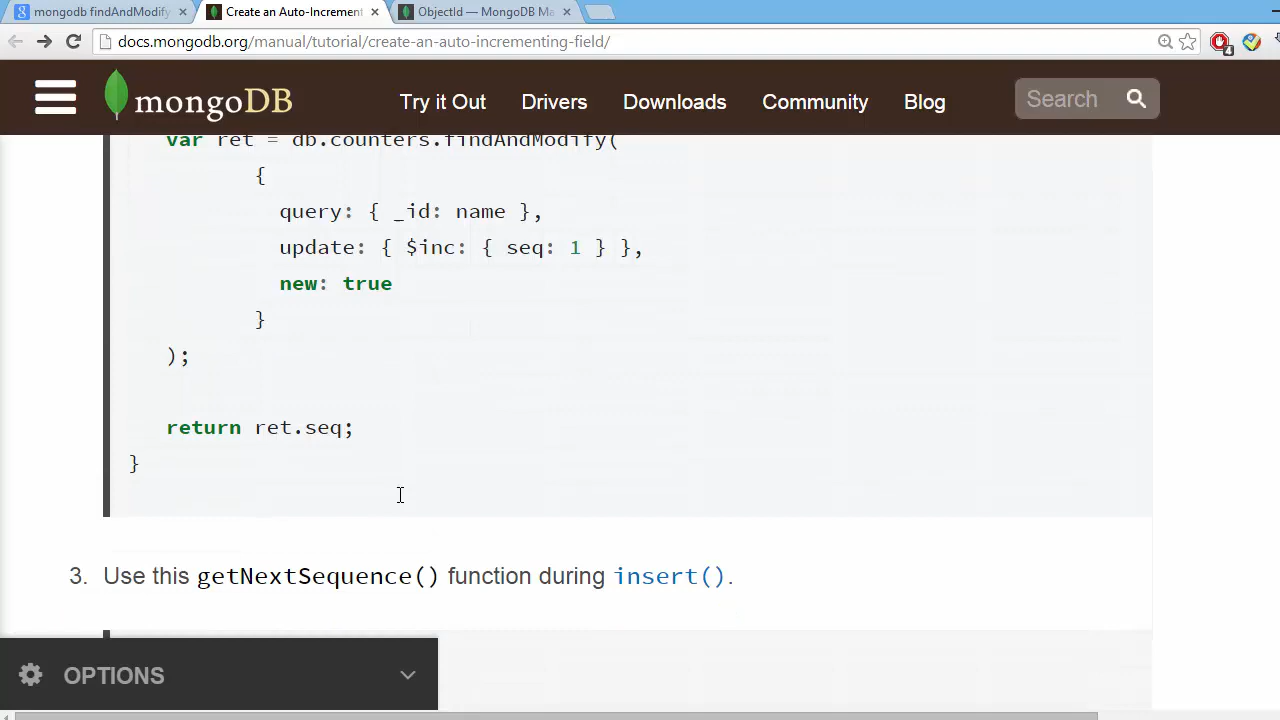 mongodb findAndModify
Create an Auto-Increment
ObjectId — MongoDB Ma
docs.mongodb.org/manual/tutorial/create-an-auto-incrementing-field/
4
mongoDB
Try it Out
Drivers
Downloads
Community
Blog
Search
var ret = db.counters.findAndModify(
{
query: { _id: name },
update: { $inc: { seq: 1 } },
new: true
}
);
return ret.seq;
}
3. Use this getNextSequence() function during insert().
OPTIONS